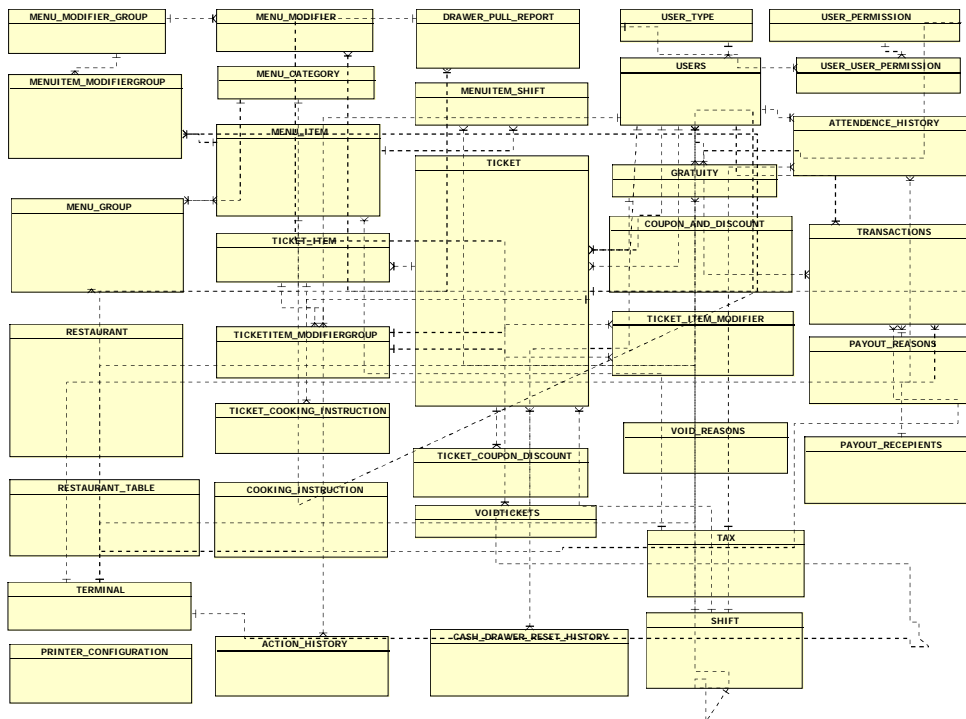 MENU_MODIFIER_GROUP
MENU_MODIFIER
DRAWER_PULL_REPORT
USER_TYPE
USER_PERMISSION
USERS
USER_USER_PERMISSION
MENU_CATEGORY
MENUITEM_MODIFIERGROUP
MENUITEM_SHIFT
ATTENDENCE_HISTORY
MENU_ITEM
TICKET
GRATUITY
MENU_GROUP
COUPON_AND_DISCOUNT
TRANSACTIONS
TICKET_ITEM
TICKET_ITEM_MODIFIER
RESTAURANT
TICKETITEM_MODIFIERGROUP
PAYOUT_REASONS
TICKET_COOKING_INSTRUCTION
VOID_REASONS
PAYOUT_RECEPIENTS
TICKET_COUPON_DISCOUNT
RESTAURANT_TABLE
COOKING_INSTRUCTION
VOIDTICKETS
TAX
TERMINAL
SHIFT
CASH_DRAWER_RESET_HISTORY
ACTION_HISTORY
PRINTER_CONFIGURATION